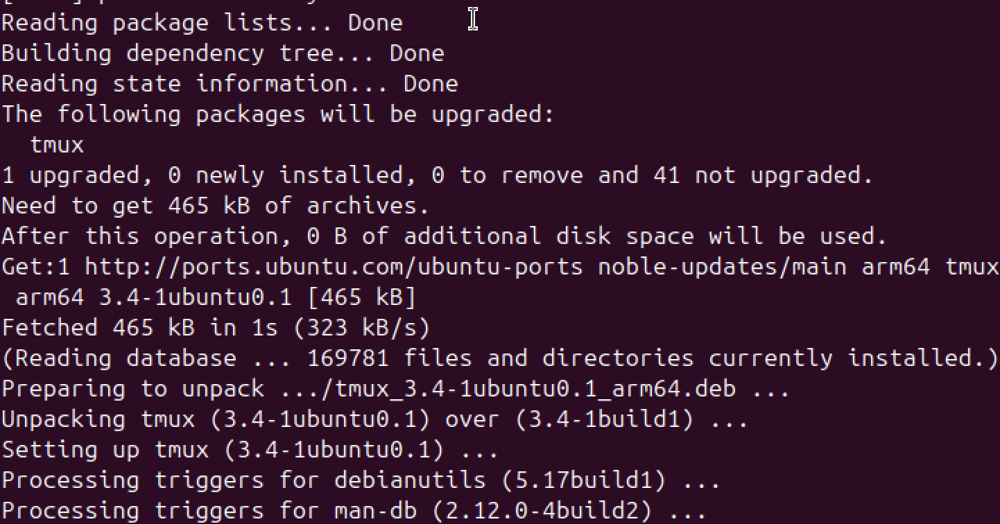 Reading package lists... Done
Building dependency tree... Done
Reading state information... Done
The following packages will be upgraded:
  tmux
1 upgraded, 0 newly installed, 0 to remove and 41 not upgraded.
Need to get 465 kB of archives.
After this operation, 0 B of additional disk space will be used.
Get:1 http://ports.ubuntu.com/ubuntu-ports noble-updates/main arm64 tmux
 arm64 3.4-1ubuntu0.1 [465 kB]
Fetched 465 kB in 1s (323 kB/s)
(Reading database ... 169781 files and directories currently installed.)
Preparing to unpack .../tmux_3.4-1ubuntu0.1_arm64.deb ...
Unpacking tmux (3.4-1ubuntu0.1) over (3.4-1build1) ...
Setting up tmux (3.4-1ubuntu0.1) ...
Processing triggers for debianutils (5.17build1) ...
Processing triggers for man-db (2.12.0-4build2) ...